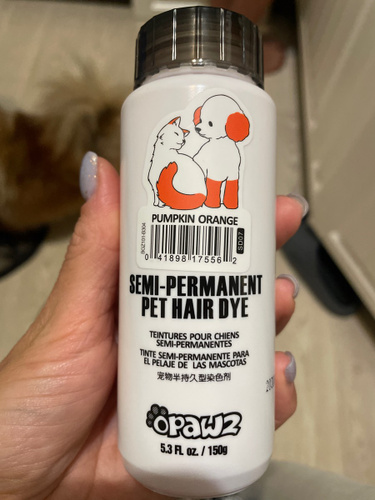 PUMPKIN ORANGE
SD07
0 41898 17556 2
SEMI-PERMANENT
PET HAIR DYE
TEINTURES POUR CHIENS
SEMI-PERMANENTES
TINTE SEMI-PERMANENTE PARA
EL PELAJE DE LAS MASCOTAS
宠物半持久型染色剂
OPAWZ
5.3 FL oz. / 150g